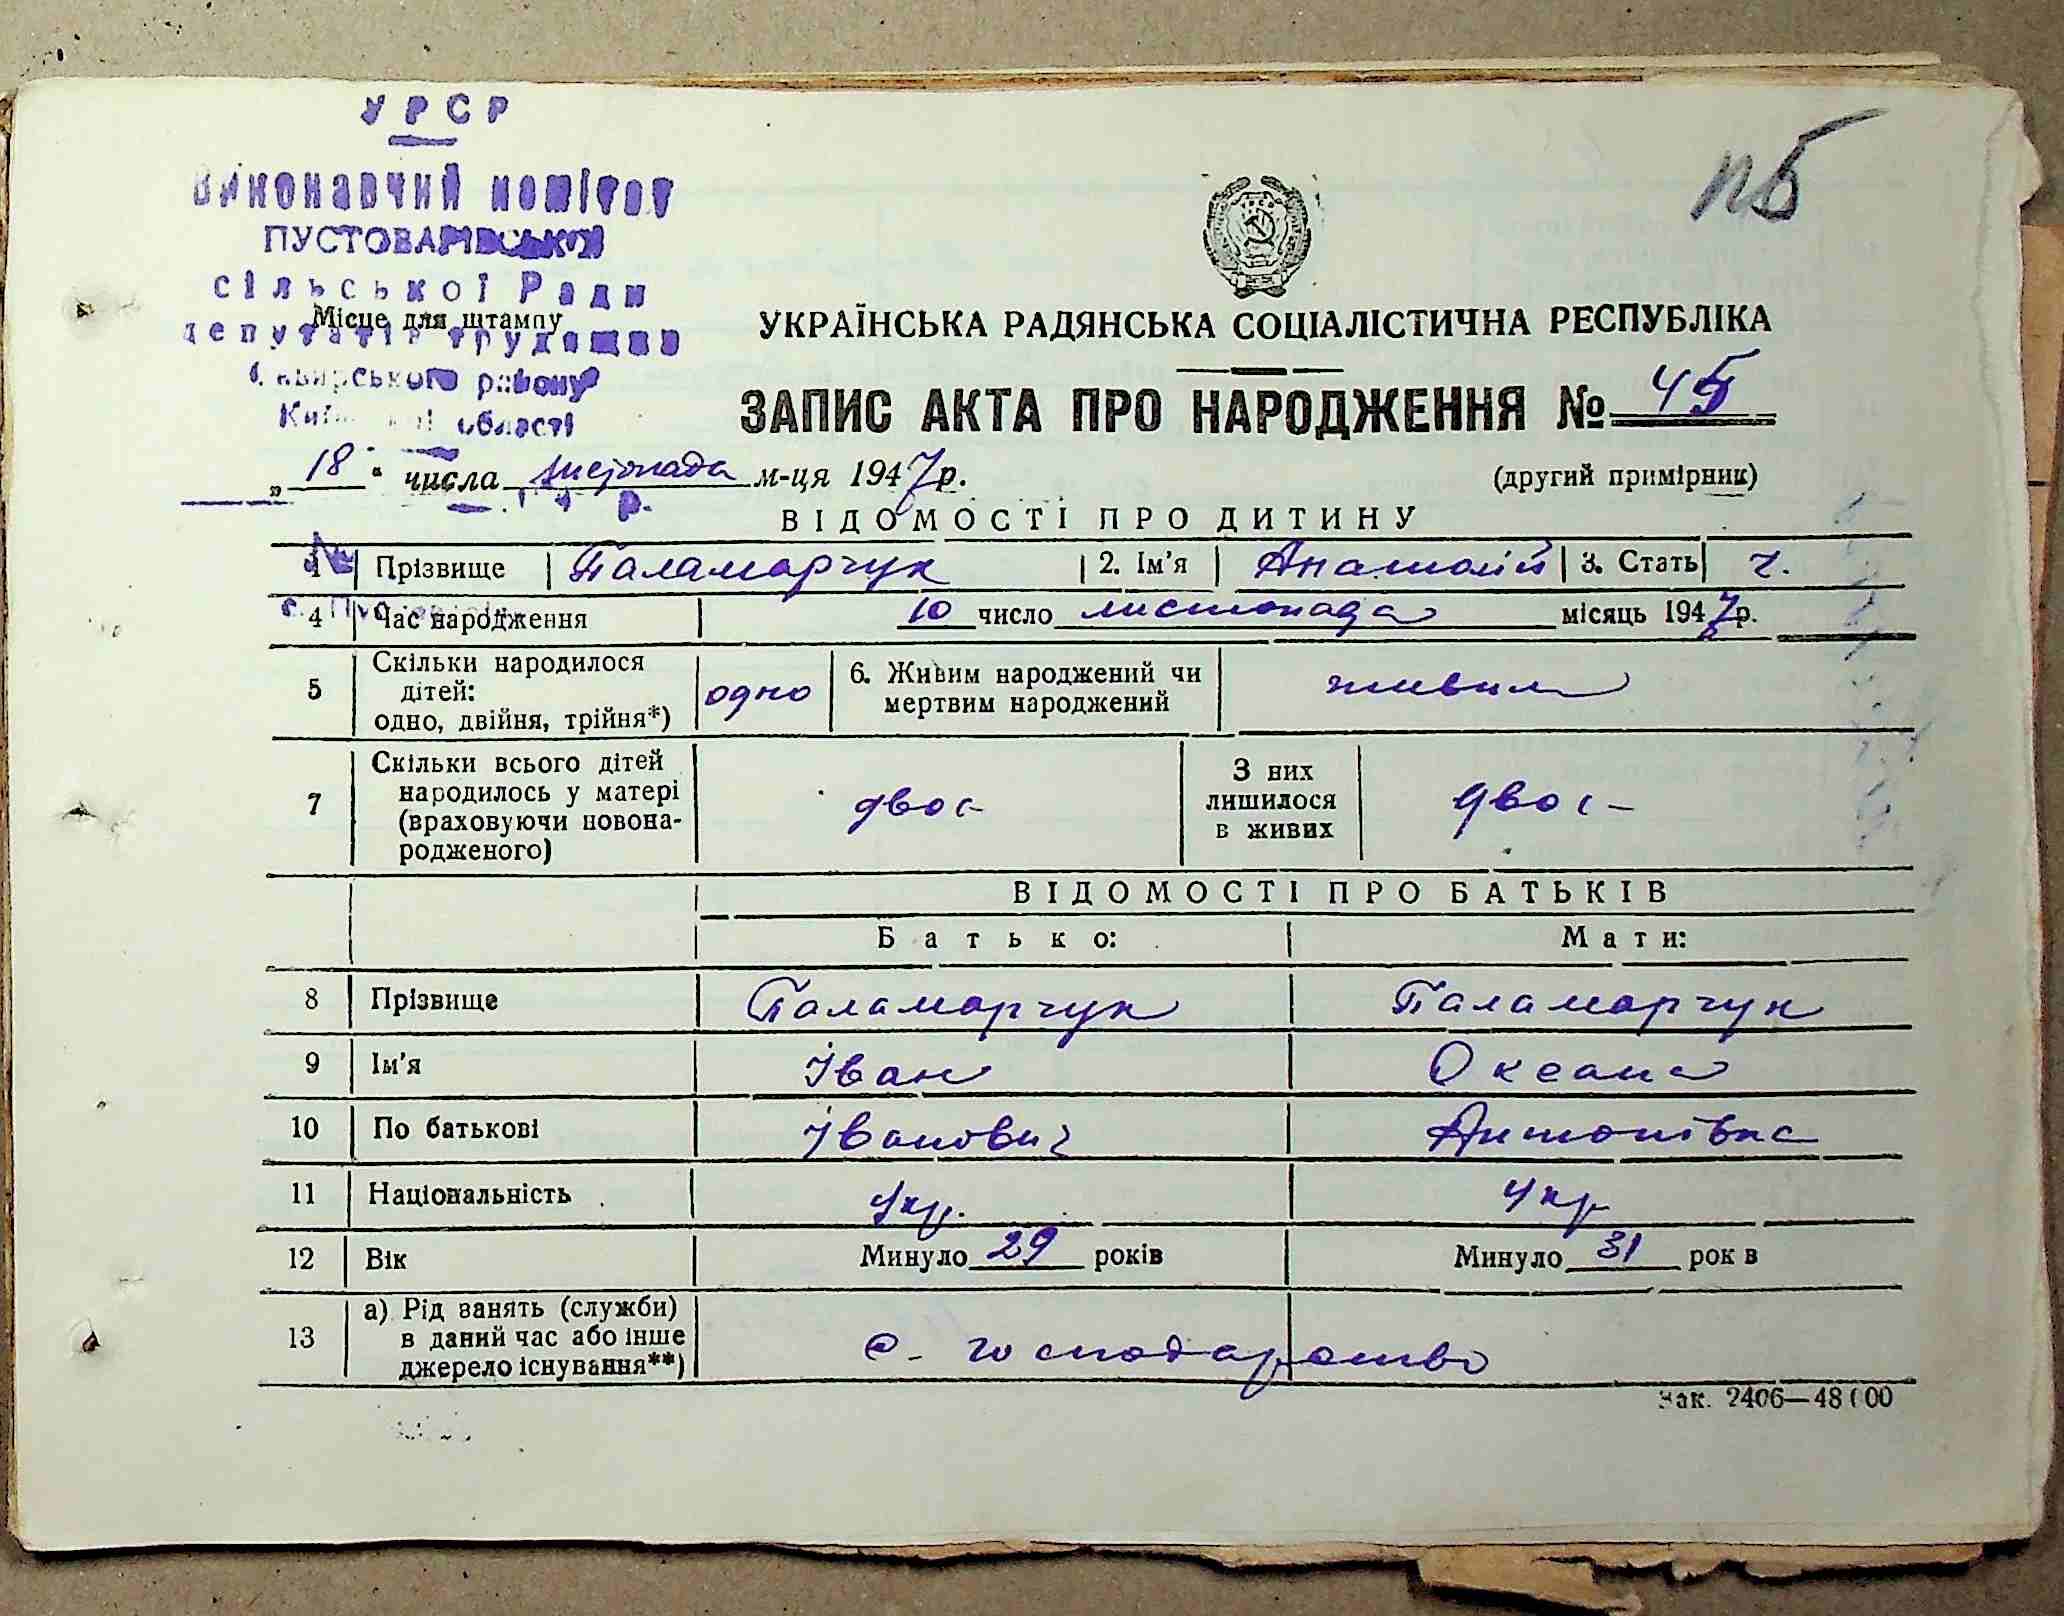 УРСР
Виконавчий комітет
ПУСТОВАРІВСЬКОЇ
сільської Ради
Місце для штампу
депутатів трудящих
району
області
пБ
УРСР
УКРАЇНСЬКА РАДЯНСЬКА СОЦІАЛІСТИЧНА РЕСПУБЛІКА
ЗАПИС АКТА ПРО НАРОДЖЕННЯ № 45
„18“ числа листопада м-ця 1947 р.
(другий примірник)
ВІДОМОСТІ ПРО ДИТИНУ
1 Прізвище Паламарчук 2. Ім'я Анатолій 3. Стать ч.
4 Час народження 10 число листопада місяць 1947 р.
5 Скільки народилося дітей: одно, двійня, трійня*) одно 6. Живим народжений чи мертвим народжений живим
7 Скільки всього дітей народилось у матері (враховуючи новонародженого) двоє З них лишилося в живих двоє
ВІДОМОСТІ ПРО БАТЬКІВ
Батько: Мати:
8 Прізвище Паламарчук Паламарчук
9 Ім'я Іван Оксана
10 По батькові Іванович Антонівна
11 Національність укр. укр
12 Вік Минуло 29 років Минуло 31 рок в
13 а) Рід занять (служби) в даний час або інше джерело існування**) с. господарство
Зак. 2406—48000